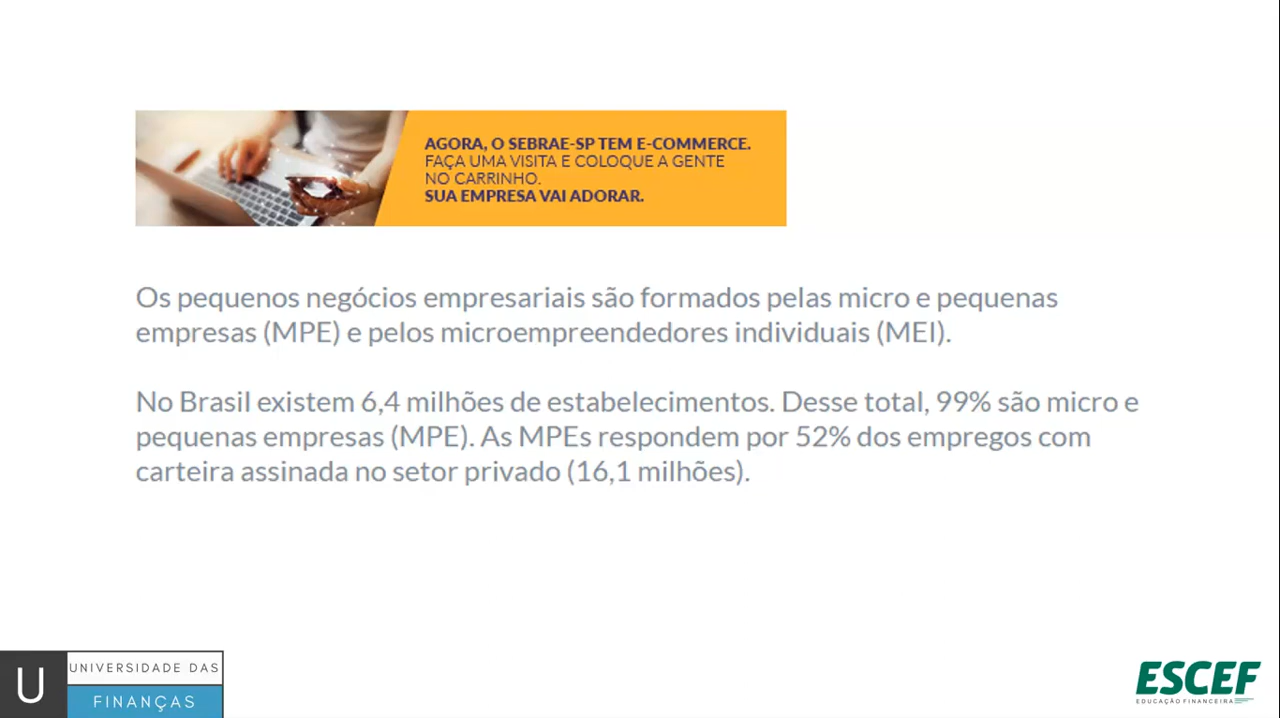 AGORA, O SEBRAE-SP TEM E-COMMERCE.
FAÇA UMA VISITA E COLOQUE A GENTE
NO CARRINHO.
SUA EMPRESA VAI ADORAR.
Os pequenos negócios empresariais são formados pelas micro e pequenas
empresas (MPE) e pelos microempreendedores individuais (MEI).
No Brasil existem 6,4 milhões de estabelecimentos. Desse total, 99% são micro e
pequenas empresas (MPE). As MPEs respondem por 52% dos empregos com
carteira assinada no setor privado (16,1 milhões).
U
UNIVERSIDADE DAS
FINANÇAS
ESCEF
EDUCAÇÃO FINANCEIRA